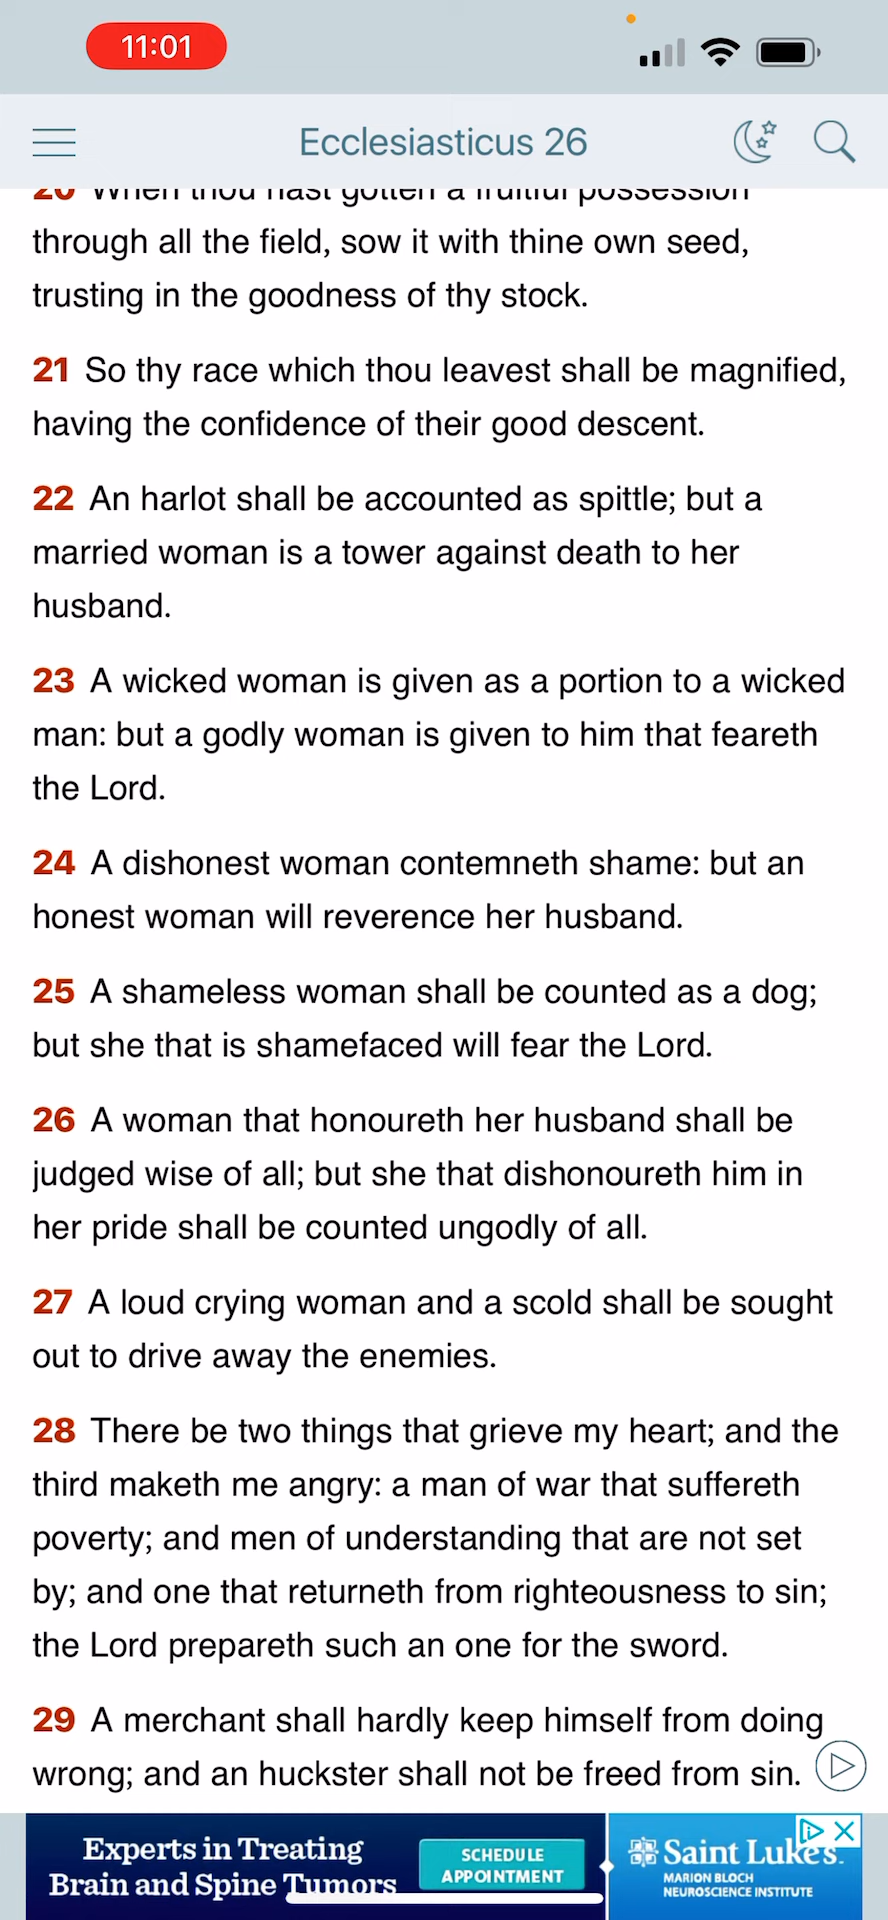 11:01
Ecclesiasticus 26
20 When thou hast gotten a fruitful possession
through all the field, sow it with thine own seed,
trusting in the goodness of thy stock.
21 So thy race which thou leavest shall be magnified,
having the confidence of their good descent.
22 An harlot shall be accounted as spittle; but a
married woman is a tower against death to her
husband.
23 A wicked woman is given as a portion to a wicked
man: but a godly woman is given to him that feareth
the Lord.
24 A dishonest woman contemneth shame: but an
honest woman will reverence her husband.
25 A shameless woman shall be counted as a dog;
but she that is shamefaced will fear the Lord.
26 A woman that honoureth her husband shall be
judged wise of all; but she that dishonoureth him in
her pride shall be counted ungodly of all.
27 A loud crying woman and a scold shall be sought
out to drive away the enemies.
28 There be two things that grieve my heart; and the
third maketh me angry: a man of war that suffereth
poverty; and men of understanding that are not set
by; and one that returneth from righteousness to sin;
the Lord prepareth such an one for the sword.
29 A merchant shall hardly keep himself from doing
wrong; and an huckster shall not be freed from sin.
Experts in Treating
Brain and Spine Tumors
SCHEDULE
APPOINTMENT
Saint Luke's
MARION BLOCH
NEUROSCIENCE INSTITUTE